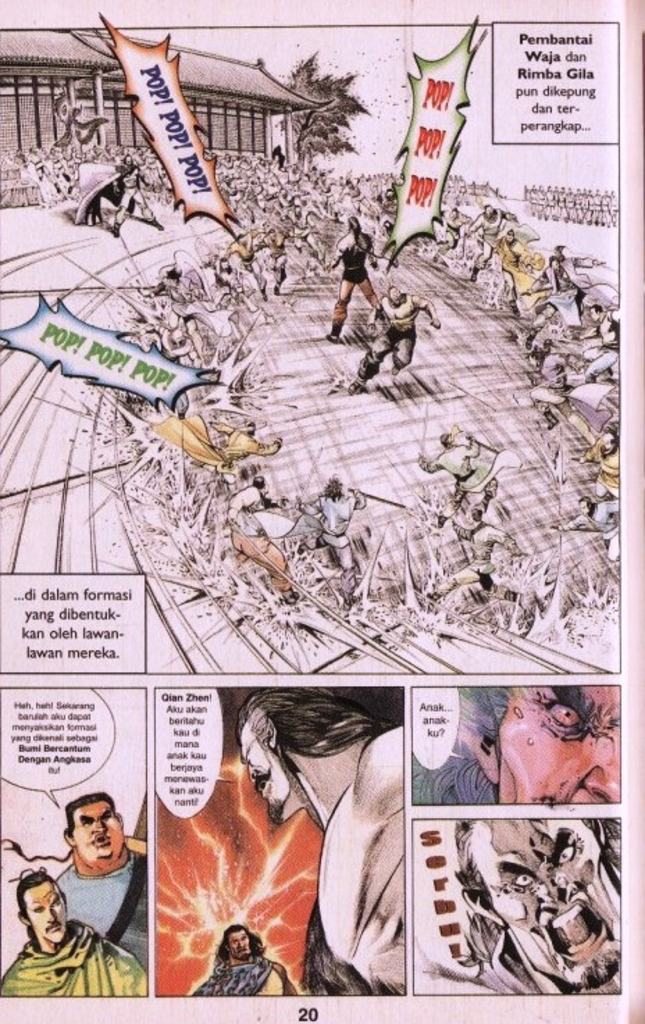 Pembantai
Waja dan
Rimba Gila
pun dikepung
dan ter-
perangkap...
POP! POP! POP!
POP!
POP!
POP!
POP! POP! POP!
...di dalam formasi
yang dibentuk-
kan oleh lawan-
lawan mereka.
Heh, heh! Sekarang
barulah aku dapat
menyaksikan formasi
yang dikenali sebagai
Bumi Bercantum
Dengan Angkasa
itu!
Qian Zhen!
Aku akan
beritahu
kau di
mana
anak kau
berjaya
menewas-
kan aku
nanti!
Anak...
anak-
ku?
Serbu!
20